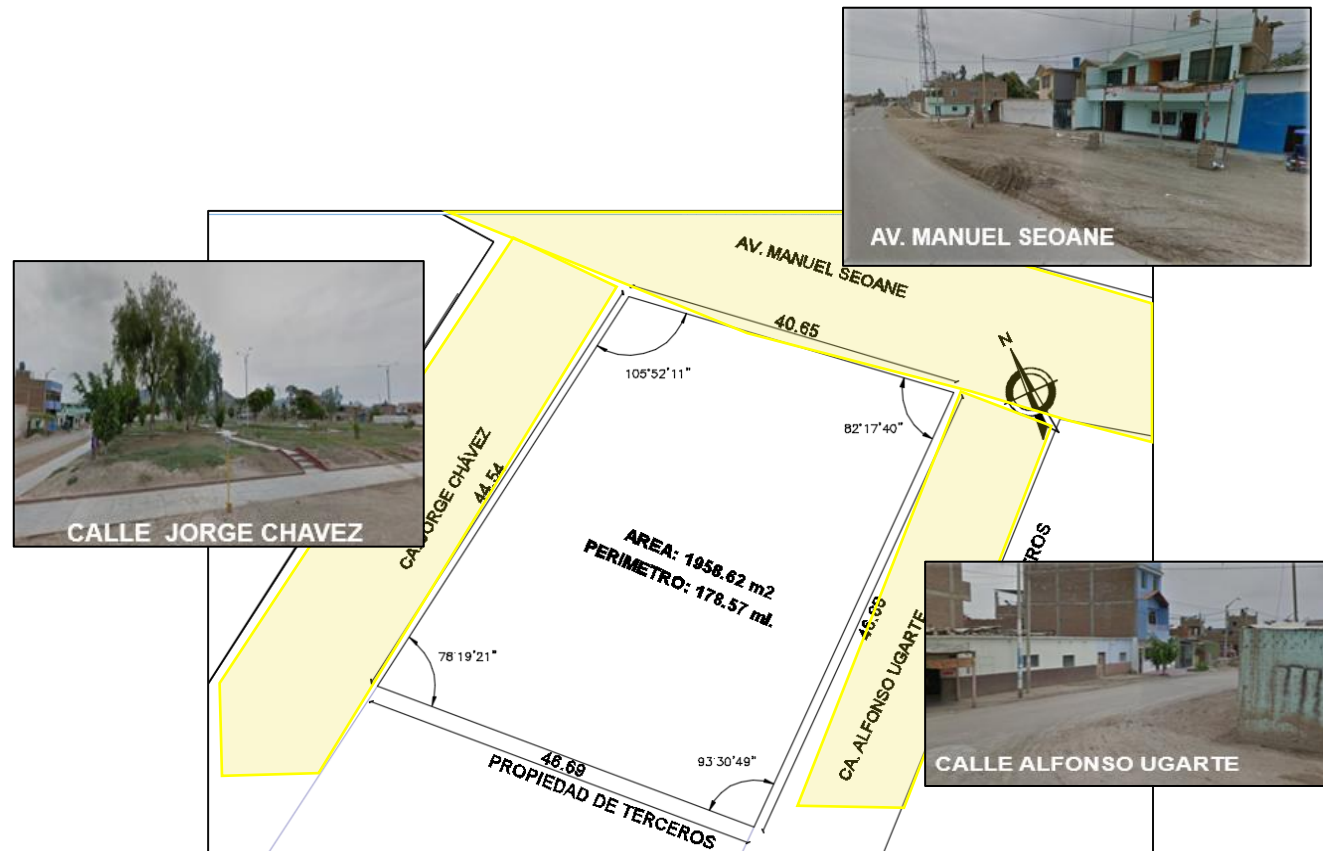 AV. MANUEL SEOANE
AV. MANUEL SEOANE
40.65
N
105°52'11"
82°17'40"
CALLE JORGE CHAVEZ
JORGE CHÁVEZ
44.54
AREA: 1958.62 m2
PERIMETRO: 178.57 ml.
CA. ALFONSO UGARTE
CALLE ALFONSO UGARTE
78°19'21"
93°30'49"
46.69
PROPIEDAD DE TERCEROS